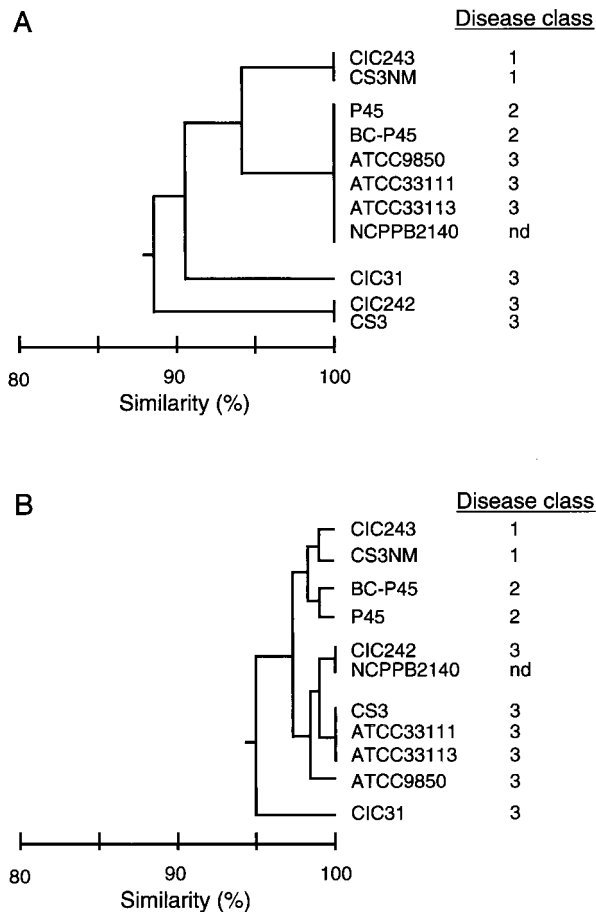 A
Disease class
CIC243 1
CS3NM 1
P45 2
BC-P45 2
ATCC9850 3
ATCC33111 3
ATCC33113 3
NCPPB2140 nd
CIC31 3
CIC242 3
CS3 3
80 90 100
Similarity (%)
B
Disease class
CIC243 1
CS3NM 1
BC-P45 2
P45 2
CIC242 3
NCPPB2140 nd
CS3 3
ATCC33111 3
ATCC33113 3
ATCC9850 3
CIC31 3
80 90 100
Similarity (%)